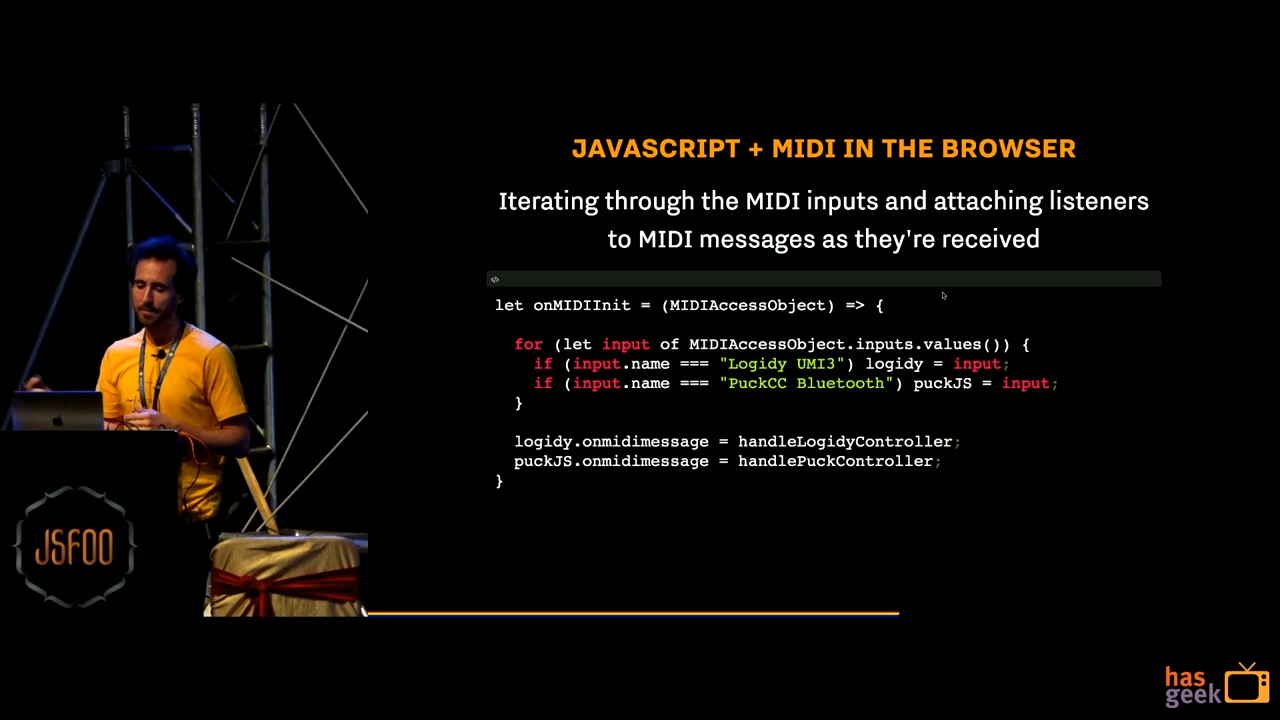 JAVASCRIPT + MIDI IN THE BROWSER
Iterating through the MIDI inputs and attaching listeners
to MIDI messages as they're received
</>
let onMIDIInit = (MIDIAccessObject) => {
for (let input of MIDIAccessObject.inputs.values()) {
if (input.name === "Logidy UMI3") logidy = input;
if (input.name === "PuckCC Bluetooth") puckJS = input;
}
logidy.onmidimessage = handleLogidyController;
puckJS.onmidimessage = handlePuckController;
}
{JSFOO}
has
geek